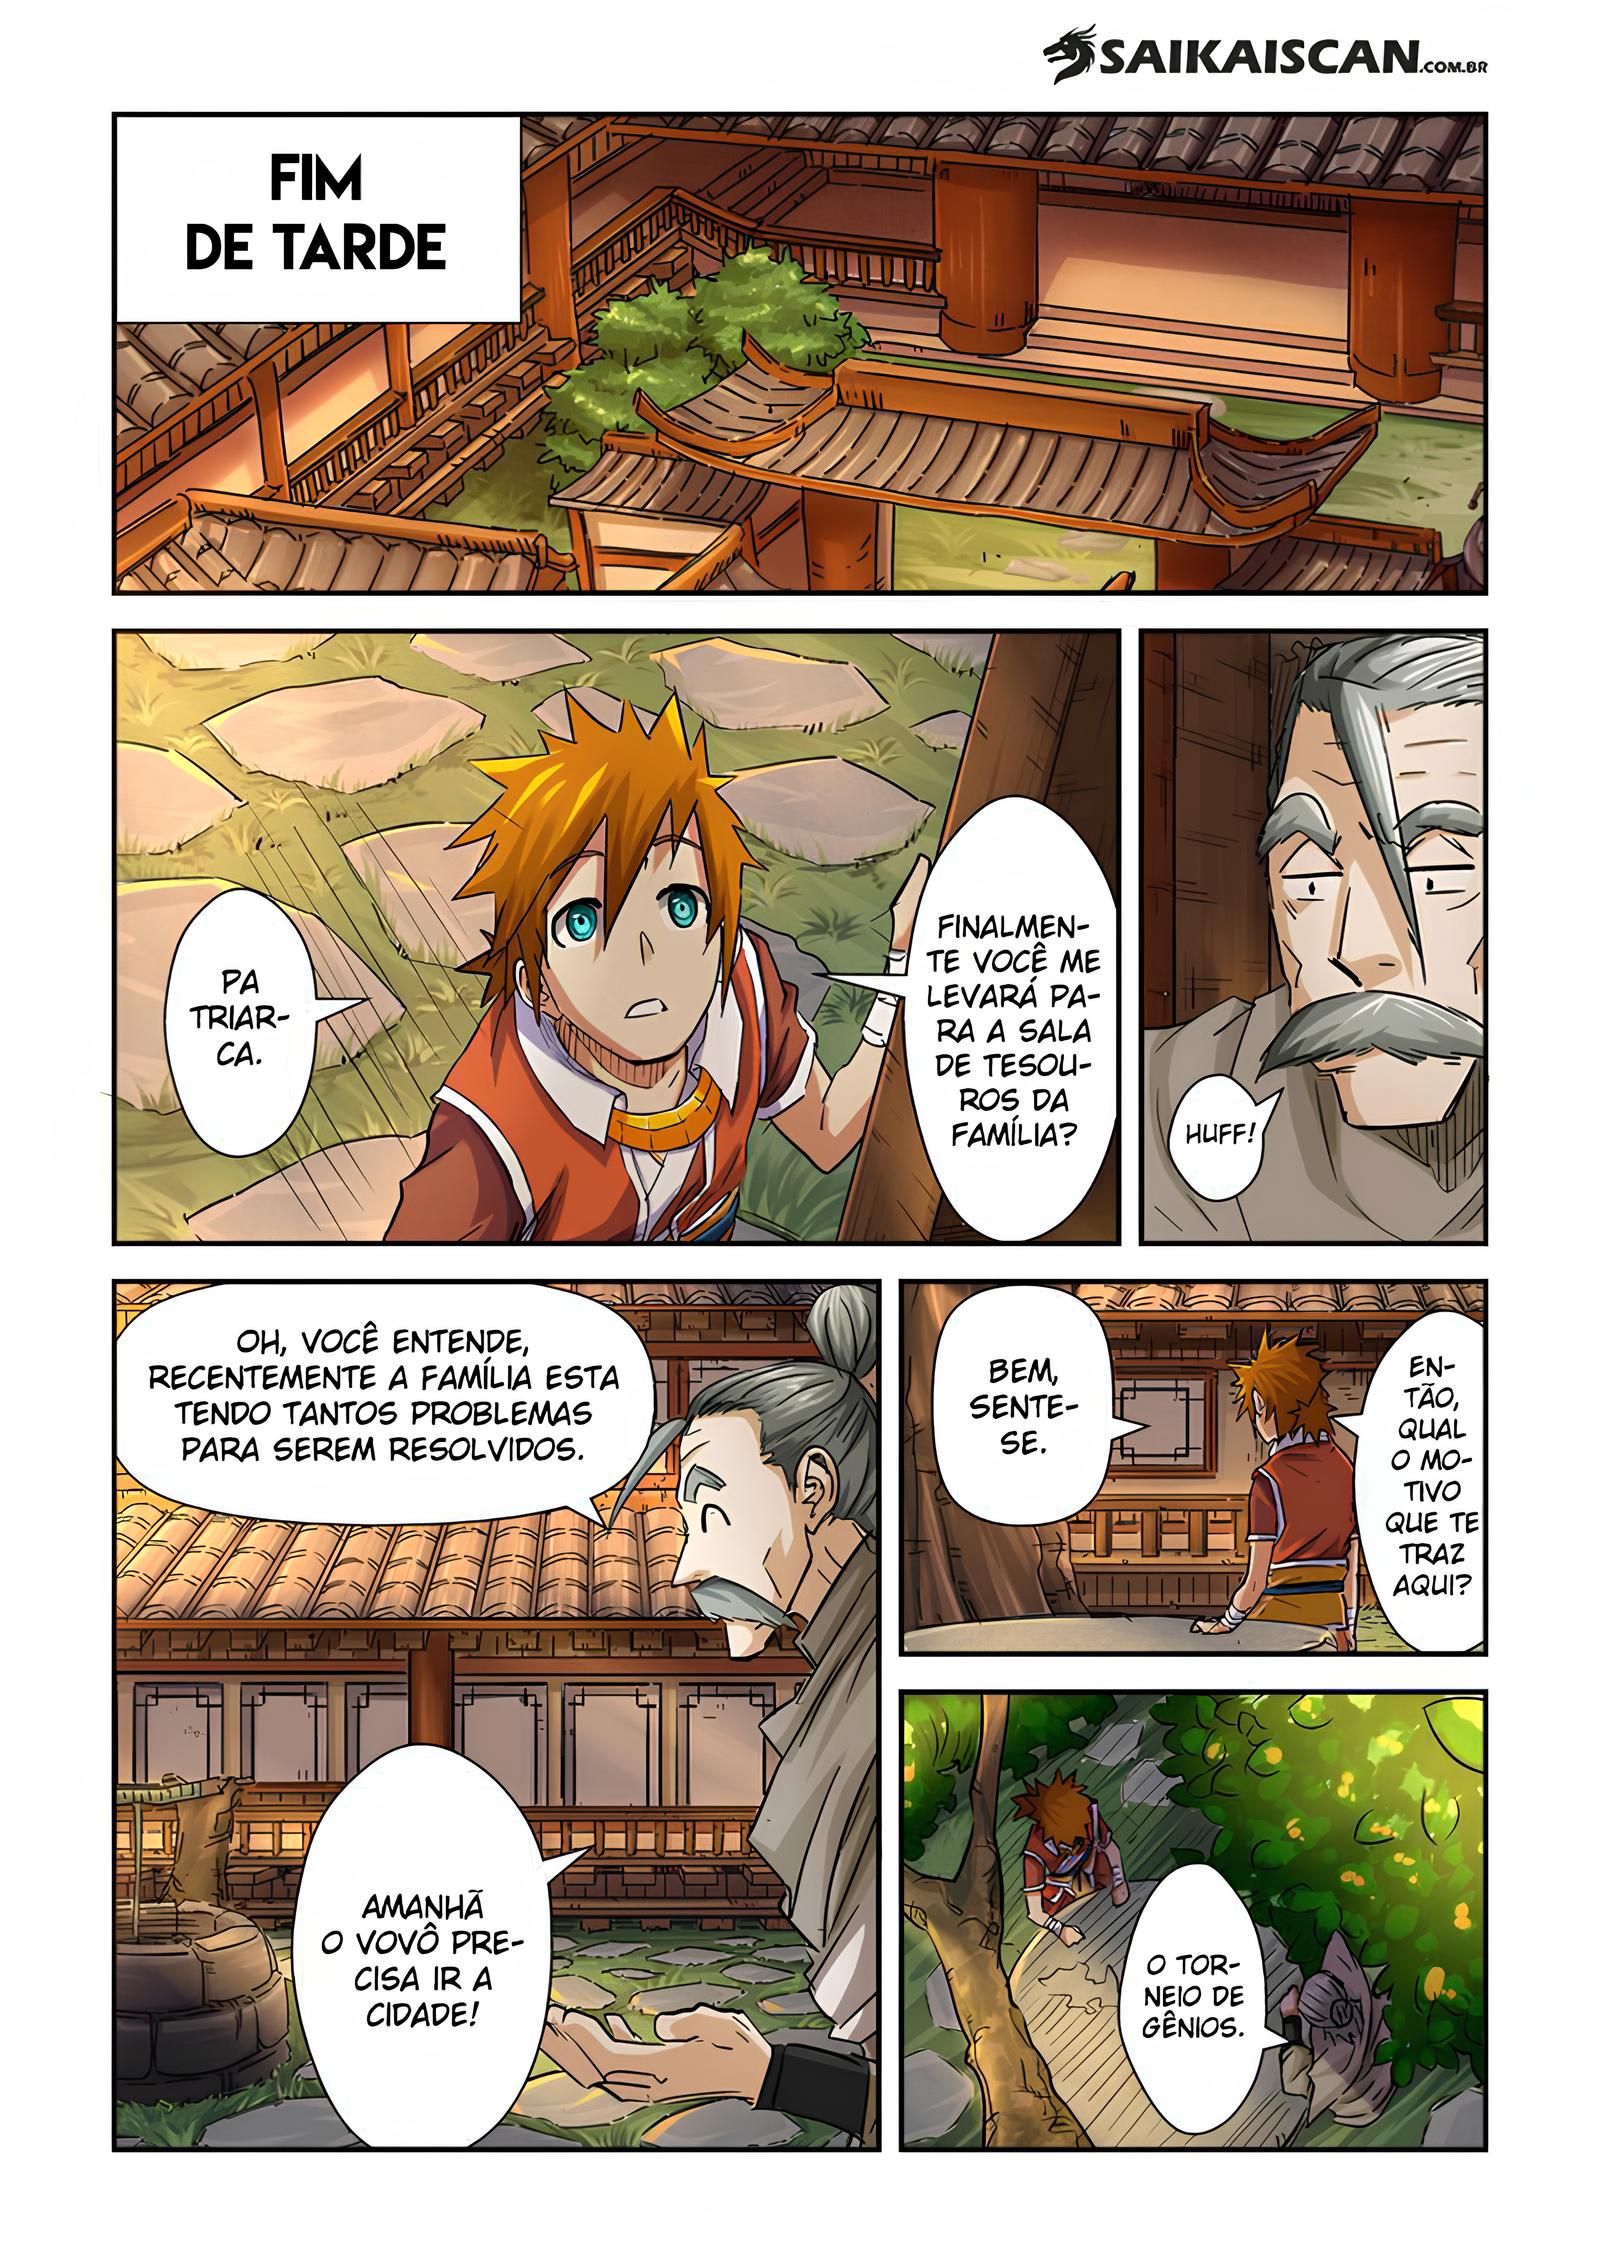 SAIKAISCAN.COM.BR
FIM
DE TARDE
PA
TRIAR-
CA.
FINALMEN-
TE VOCÊ ME
LEVARÁ PA-
RA A SALA
DE TESOU-
ROS DA
FAMÍLIA?
HUFF!
OH, VOCÊ ENTENDE,
RECENTEMENTE A FAMÍLIA ESTA
TENDO TANTOS PROBLEMAS
PARA SEREM RESOLVIDOS.
AMANHÃ
O VOVÔ PRE-
CISA IR A
CIDADE!
BEM,
SENTE-
SE.
EN-
TÃO,
QUAL
O MO-
TIVO
QUE TE
TRAZ
AQUI?
O TOR-
NEIO DE
GÊNIOS.